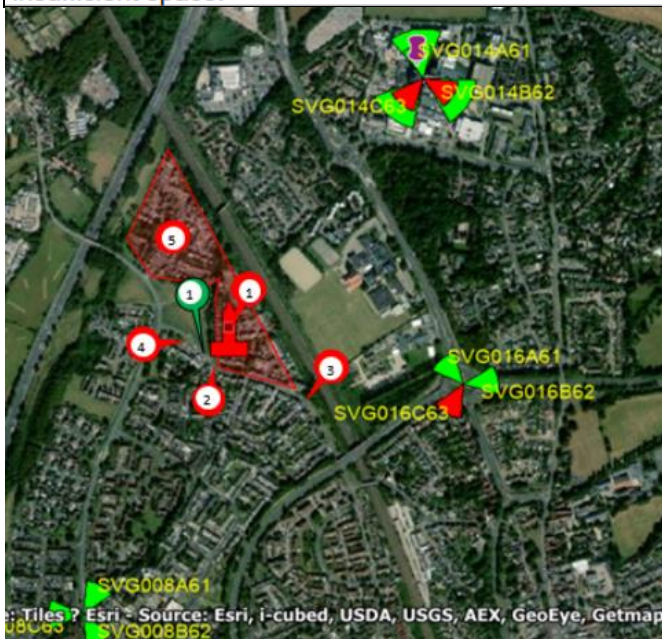 SVG014A61
SVG014B62
SVG014C63
5
1
1
4
3
2
SVG016A61
SVG016B62
SVG016C63
SVG008A61
SVG008B62
e: Tiles ? Esri - Source: Esri, i-cubed, USDA, USGS, AEX, GeoEye, Getmap